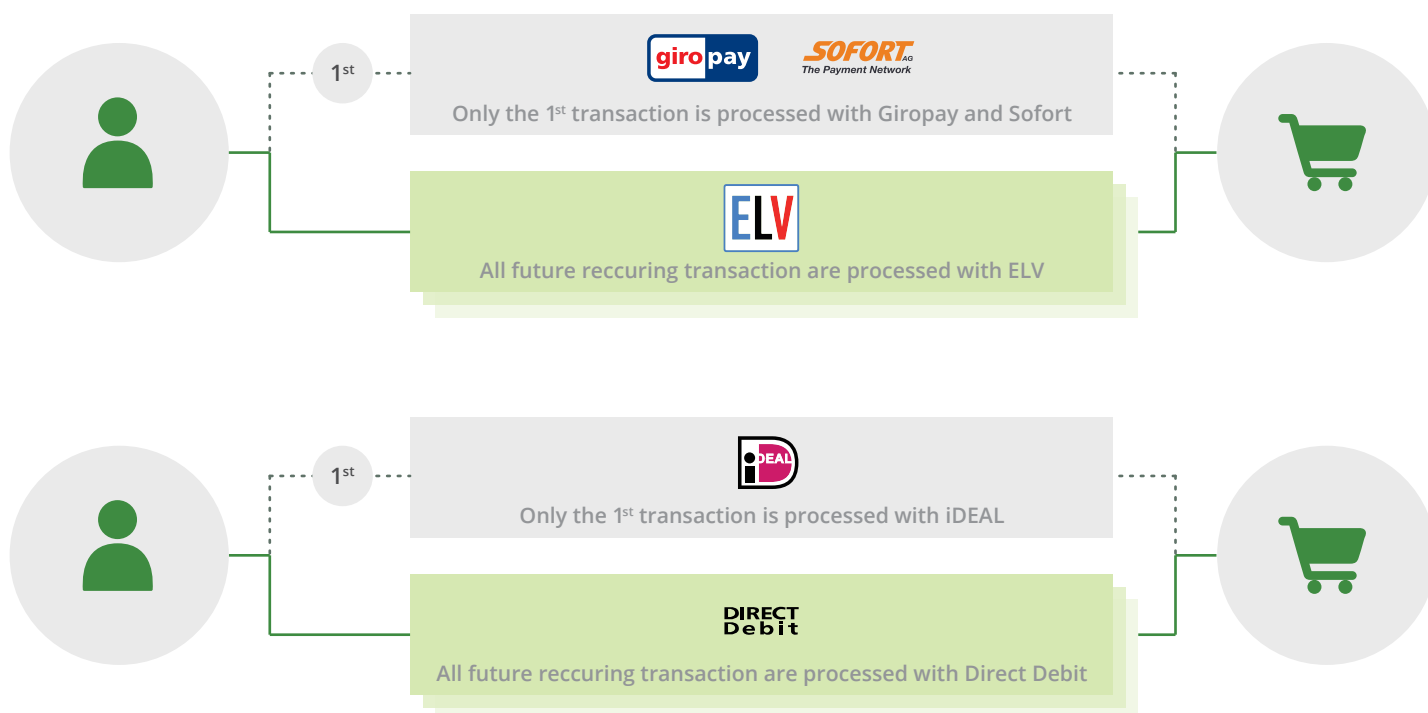 1st
giropay
SOFORT AG
The Payment Network
Only the 1st transaction is processed with Giropay and Sofort
ELV
All future reccuring transaction are processed with ELV
1st
iDEAL
Only the 1st transaction is processed with iDEAL
DIRECT
Debit
All future reccuring transaction are processed with Direct Debit